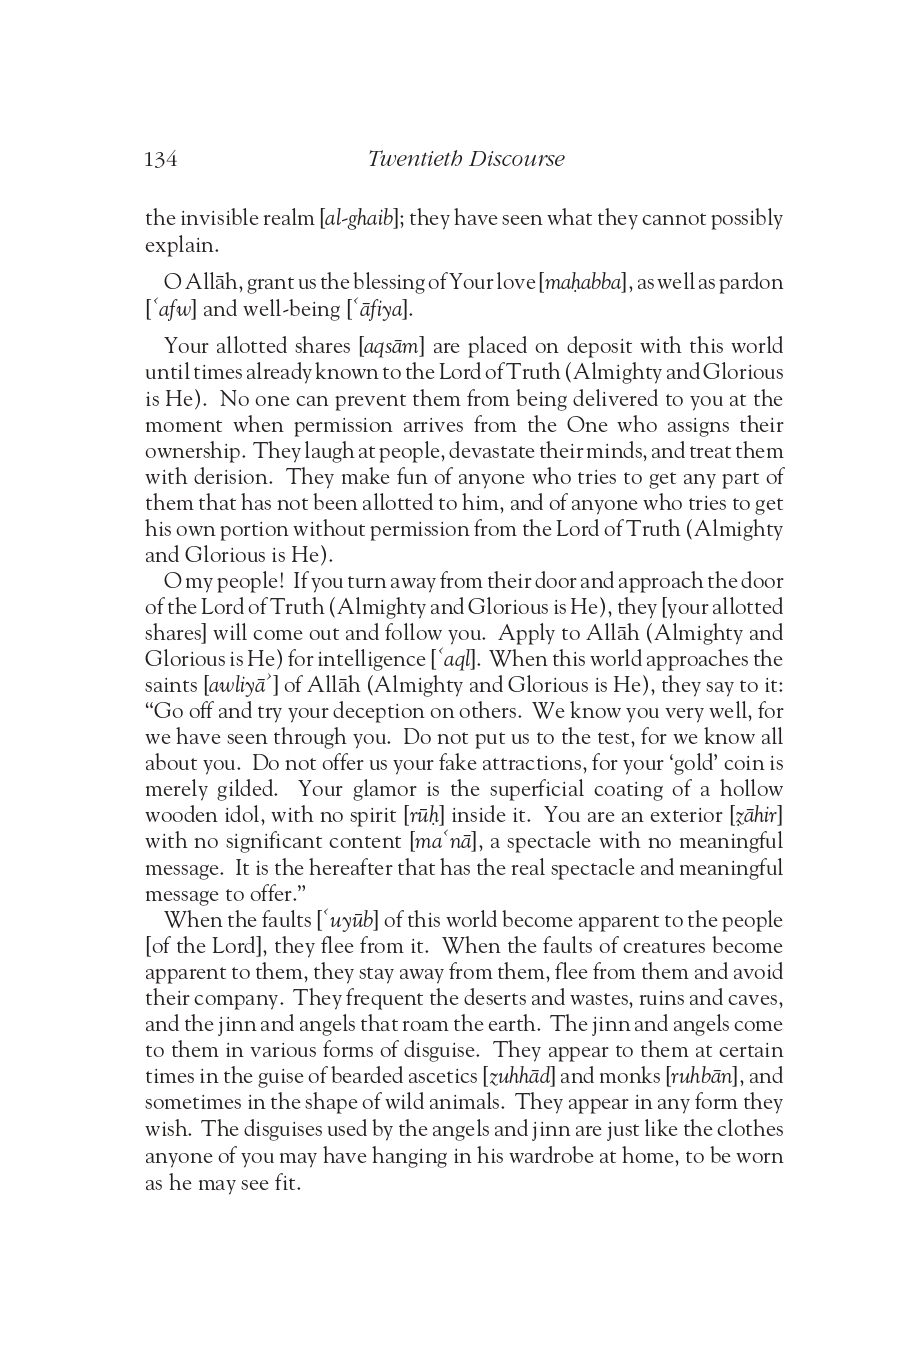 134 Twentieth Discourse
the invisible realm [al-ghaib]; they have seen what they cannot possibly
explain.
O Allāh, grant us the blessing of Your love [maḥabba], as well as pardon
[ʿafw] and well-being [ʿāfiya].
Your allotted shares [aqsām] are placed on deposit with this world
until times already known to the Lord of Truth (Almighty and Glorious
is He). No one can prevent them from being delivered to you at the
moment when permission arrives from the One who assigns their
ownership. They laugh at people, devastate their minds, and treat them
with derision. They make fun of anyone who tries to get any part of
them that has not been allotted to him, and of anyone who tries to get
his own portion without permission from the Lord of Truth (Almighty
and Glorious is He).
O my people! If you turn away from their door and approach the door
of the Lord of Truth (Almighty and Glorious is He), they [your allotted
shares] will come out and follow you. Apply to Allāh (Almighty and
Glorious is He) for intelligence [ʿaql]. When this world approaches the
saints [awliyāʾ] of Allāh (Almighty and Glorious is He), they say to it:
“Go off and try your deception on others. We know you very well, for
we have seen through you. Do not put us to the test, for we know all
about you. Do not offer us your fake attractions, for your ‘gold’ coin is
merely gilded. Your glamor is the superficial coating of a hollow
wooden idol, with no spirit [rūḥ] inside it. You are an exterior [ẓāhir]
with no significant content [maʿnā], a spectacle with no meaningful
message. It is the hereafter that has the real spectacle and meaningful
message to offer.”
When the faults [ʿuyūb] of this world become apparent to the people
[of the Lord], they flee from it. When the faults of creatures become
apparent to them, they stay away from them, flee from them and avoid
their company. They frequent the deserts and wastes, ruins and caves,
and the jinn and angels that roam the earth. The jinn and angels come
to them in various forms of disguise. They appear to them at certain
times in the guise of bearded ascetics [zuhhād] and monks [ruhbān], and
sometimes in the shape of wild animals. They appear in any form they
wish. The disguises used by the angels and jinn are just like the clothes
anyone of you may have hanging in his wardrobe at home, to be worn
as he may see fit.